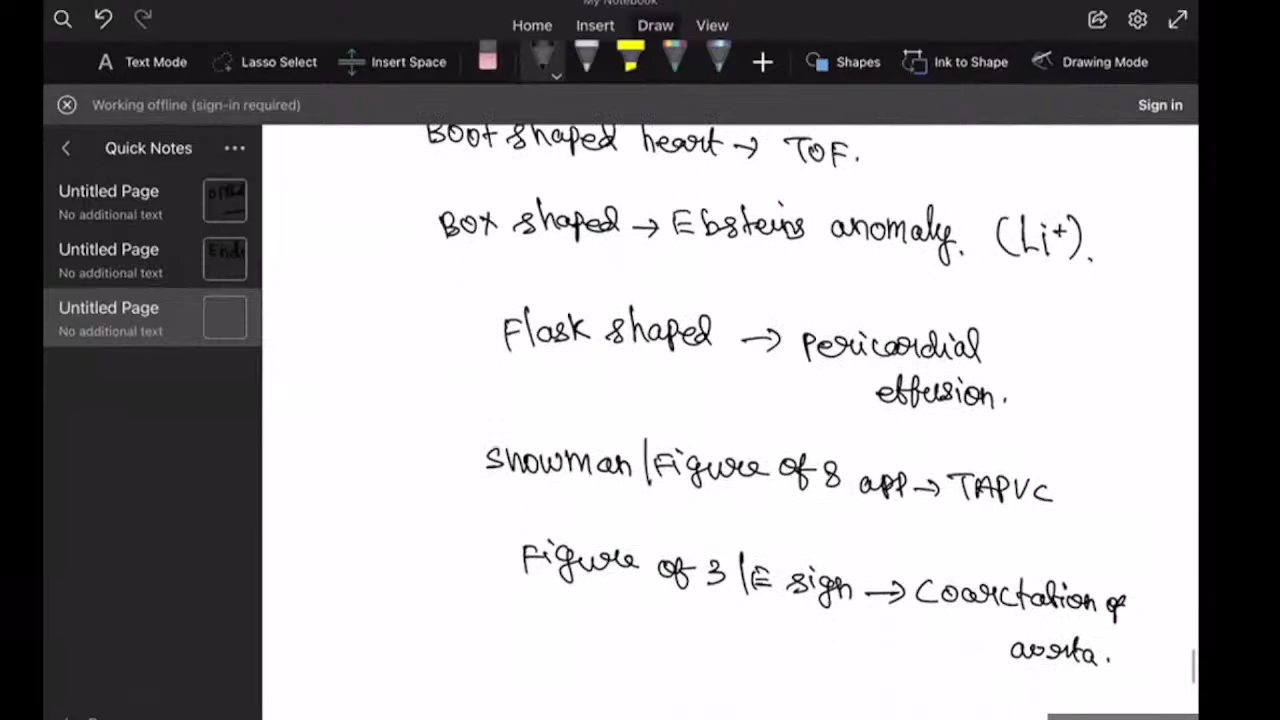 My Notebook
Home Insert Draw View
Text Mode Lasso Select Insert Space Shapes Ink to Shape Drawing Mode
Working offline (sign-in required) Sign in
Quick Notes
Untitled Page
No additional text
Untitled Page
No additional text
Untitled Page
No additional text
Boot shaped heart → TOF.
Box shaped → Ebsteins anomaly. (Li+).
Flask shaped → pericardial
effusion.
Snowman | Figure of 8 app → TAPVC
Figure of 3 | E sign → Coarctation of
aorta.